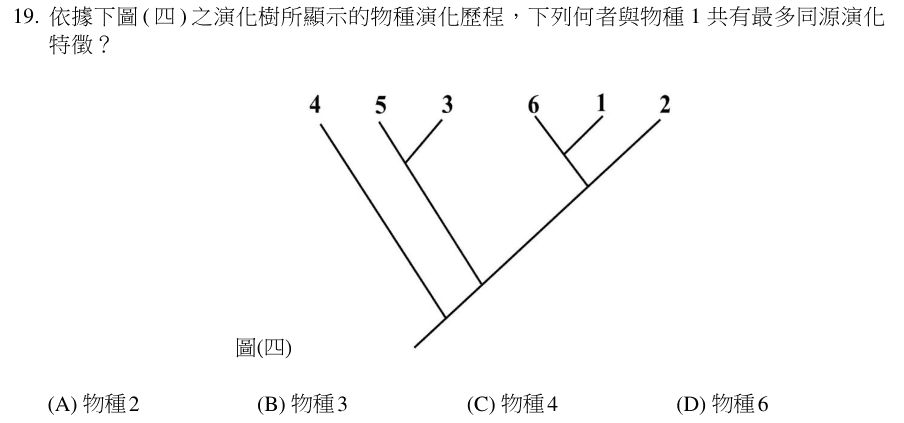 19. 依據下圖(四)之演化樹所顯示的物種演化歷程，下列何者與物種 1 共有最多同源演化
特徵？
4 5 3 6 1 2
圖(四)
(A) 物種2 (B) 物種3 (C) 物種4 (D) 物種6